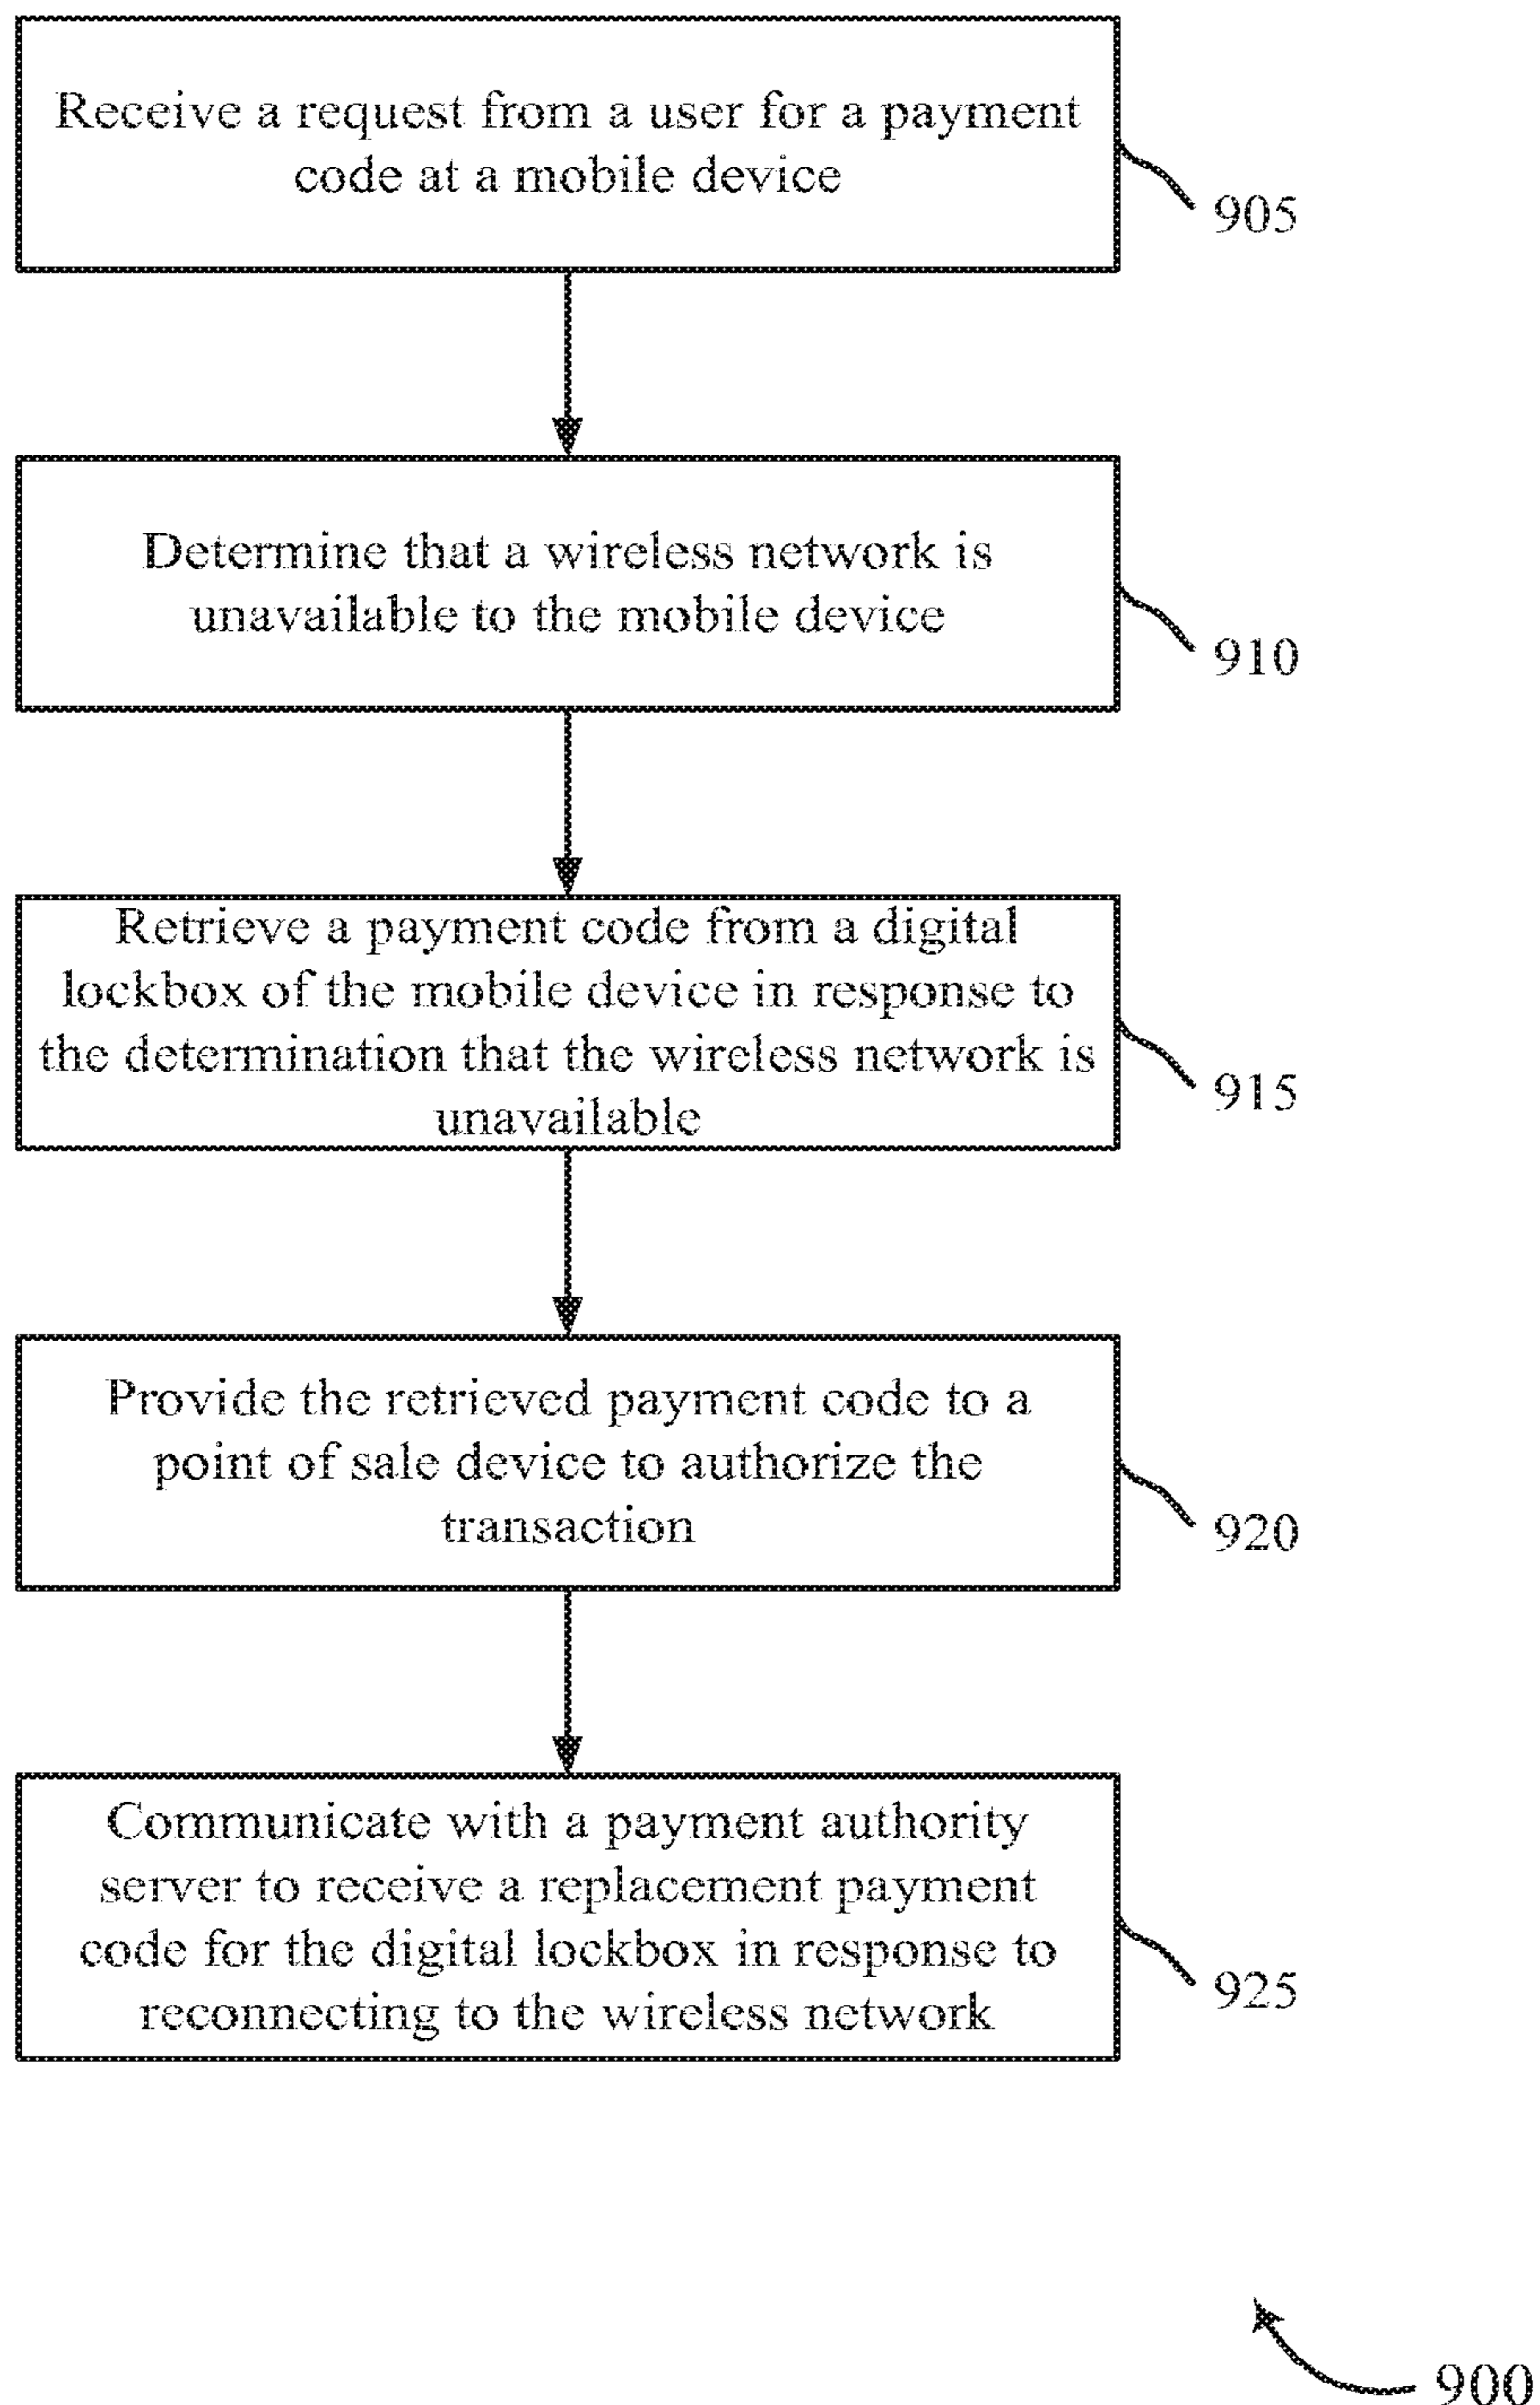 Receive a request from a user for a payment
code at a mobile device
905
Determine that a wireless network is
unavailable to the mobile device
910
Retrieve a payment code from a digital
lockbox of the mobile device in response to
the determination that the wireless network is
unavailable
915
Provide the retrieved payment code to a
point of sale device to authorize the
transaction
920
Communicate with a payment authority
server to receive a replacement payment
code for the digital lockbox in response to
reconnecting to the wireless network
925
900